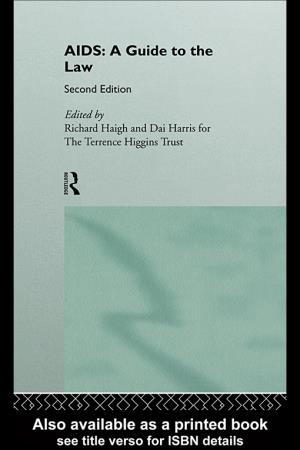 AIDS: A Guide to the
Law
Second Edition
Edited by
Richard Haigh and Dai Harris for
The Terrence Higgins Trust
ROUTLEDGE
Also available as a printed book
see title verso for ISBN details